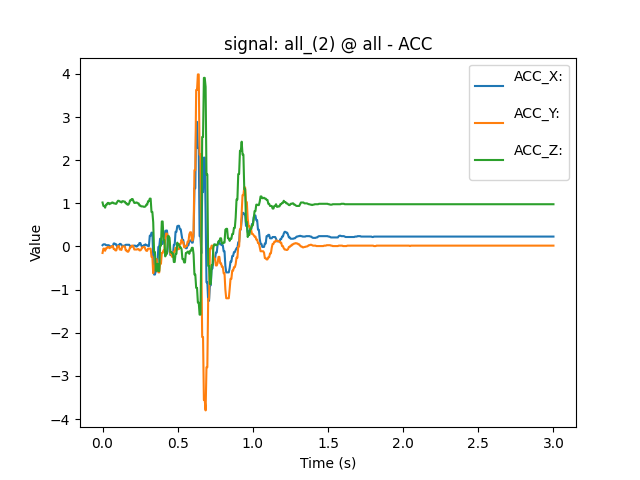 signal: all_(2) @ all - ACC
ACC_X:
ACC_Y:
ACC_Z:
4
3
2
1
0
−1
−2
−3
−4
Value
0.0 0.5 1.0 1.5 2.0 2.5 3.0
Time (s)